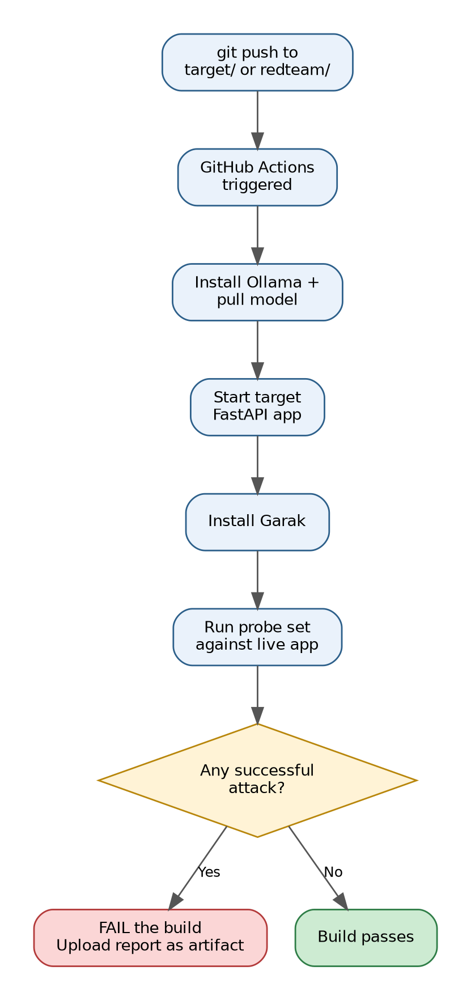 git push to
target/ or redteam/
GitHub Actions
triggered
Install Ollama +
pull model
Start target
FastAPI app
Install Garak
Run probe set
against live app
Any successful
attack?
Yes
No
FAIL the build
Upload report as artifact
Build passes